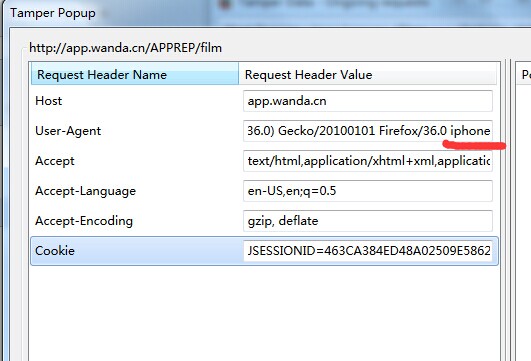 Tamper Popup
http://app.wanda.cn/APPREP/film
Request Header Name Request Header Value
Host app.wanda.cn
User-Agent 36.0) Gecko/20100101 Firefox/36.0 iphone
Accept text/html,application/xhtml+xml,applicatic
Accept-Language en-US,en;q=0.5
Accept-Encoding gzip, deflate
Cookie JSESSIONID=463CA384ED48A02509E5862